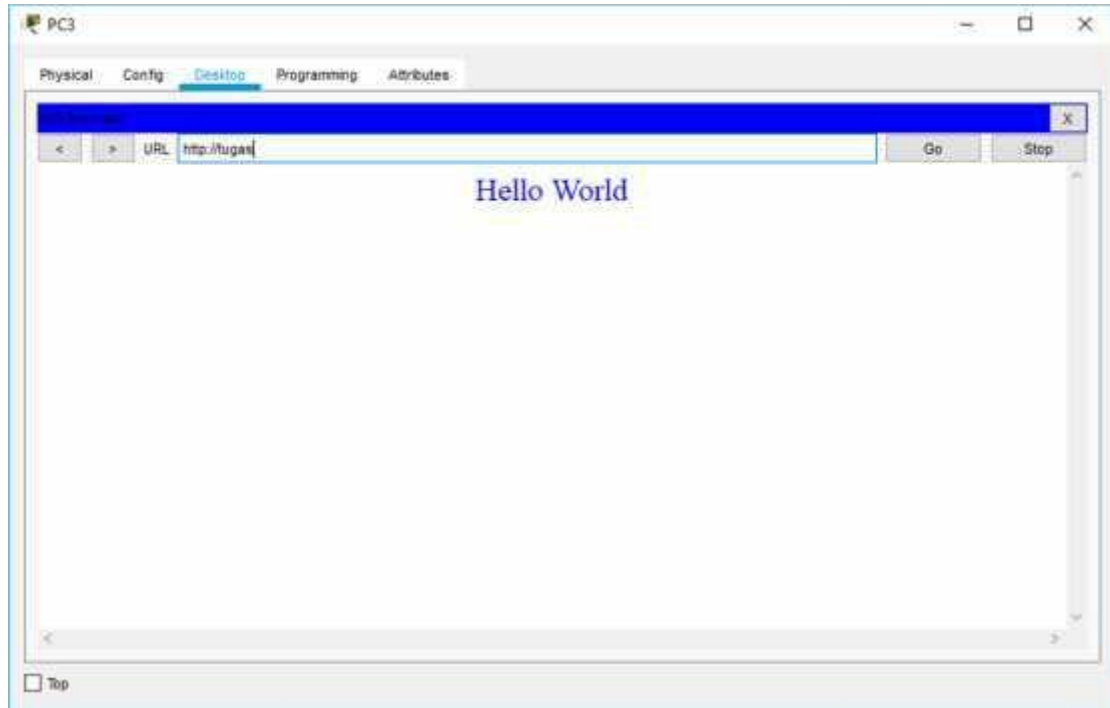 PC3
Physical Config Desktop Programming Attributes
X
< > URL http://tugas Go Stop
Hello World
Top